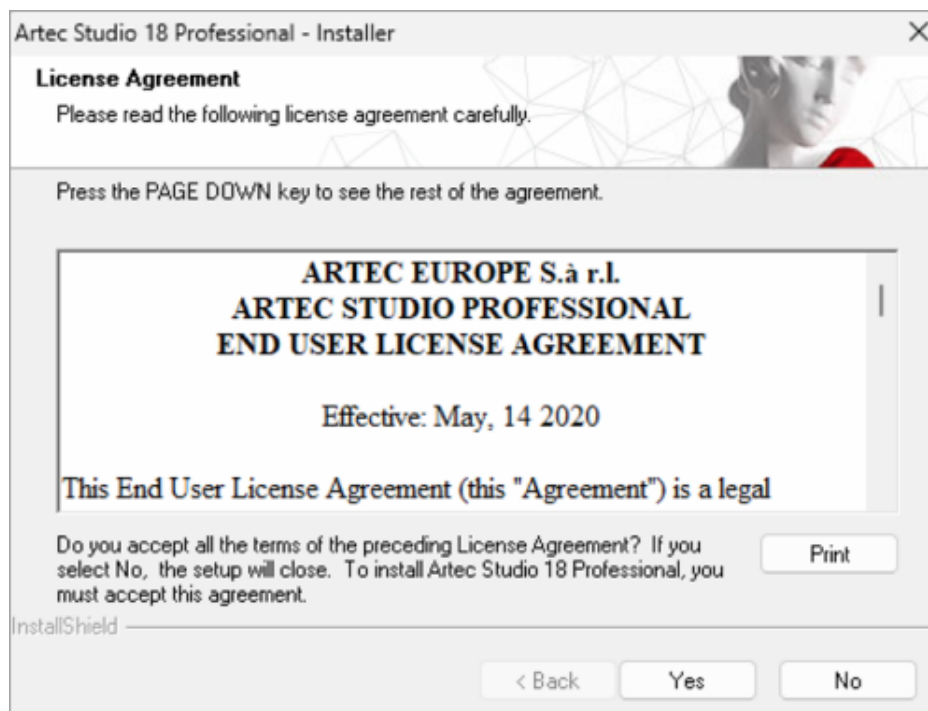 Artec Studio 18 Professional - Installer
License Agreement
Please read the following license agreement carefully.
Press the PAGE DOWN key to see the rest of the agreement.
ARTEC EUROPE S.à r.l.
ARTEC STUDIO PROFESSIONAL
END USER LICENSE AGREEMENT
Effective: May, 14 2020
This End User License Agreement (this "Agreement") is a legal
Do you accept all the terms of the preceding License Agreement? If you
select No, the setup will close. To install Artec Studio 18 Professional, you
must accept this agreement.
Print
InstallShield
< Back
Yes
No